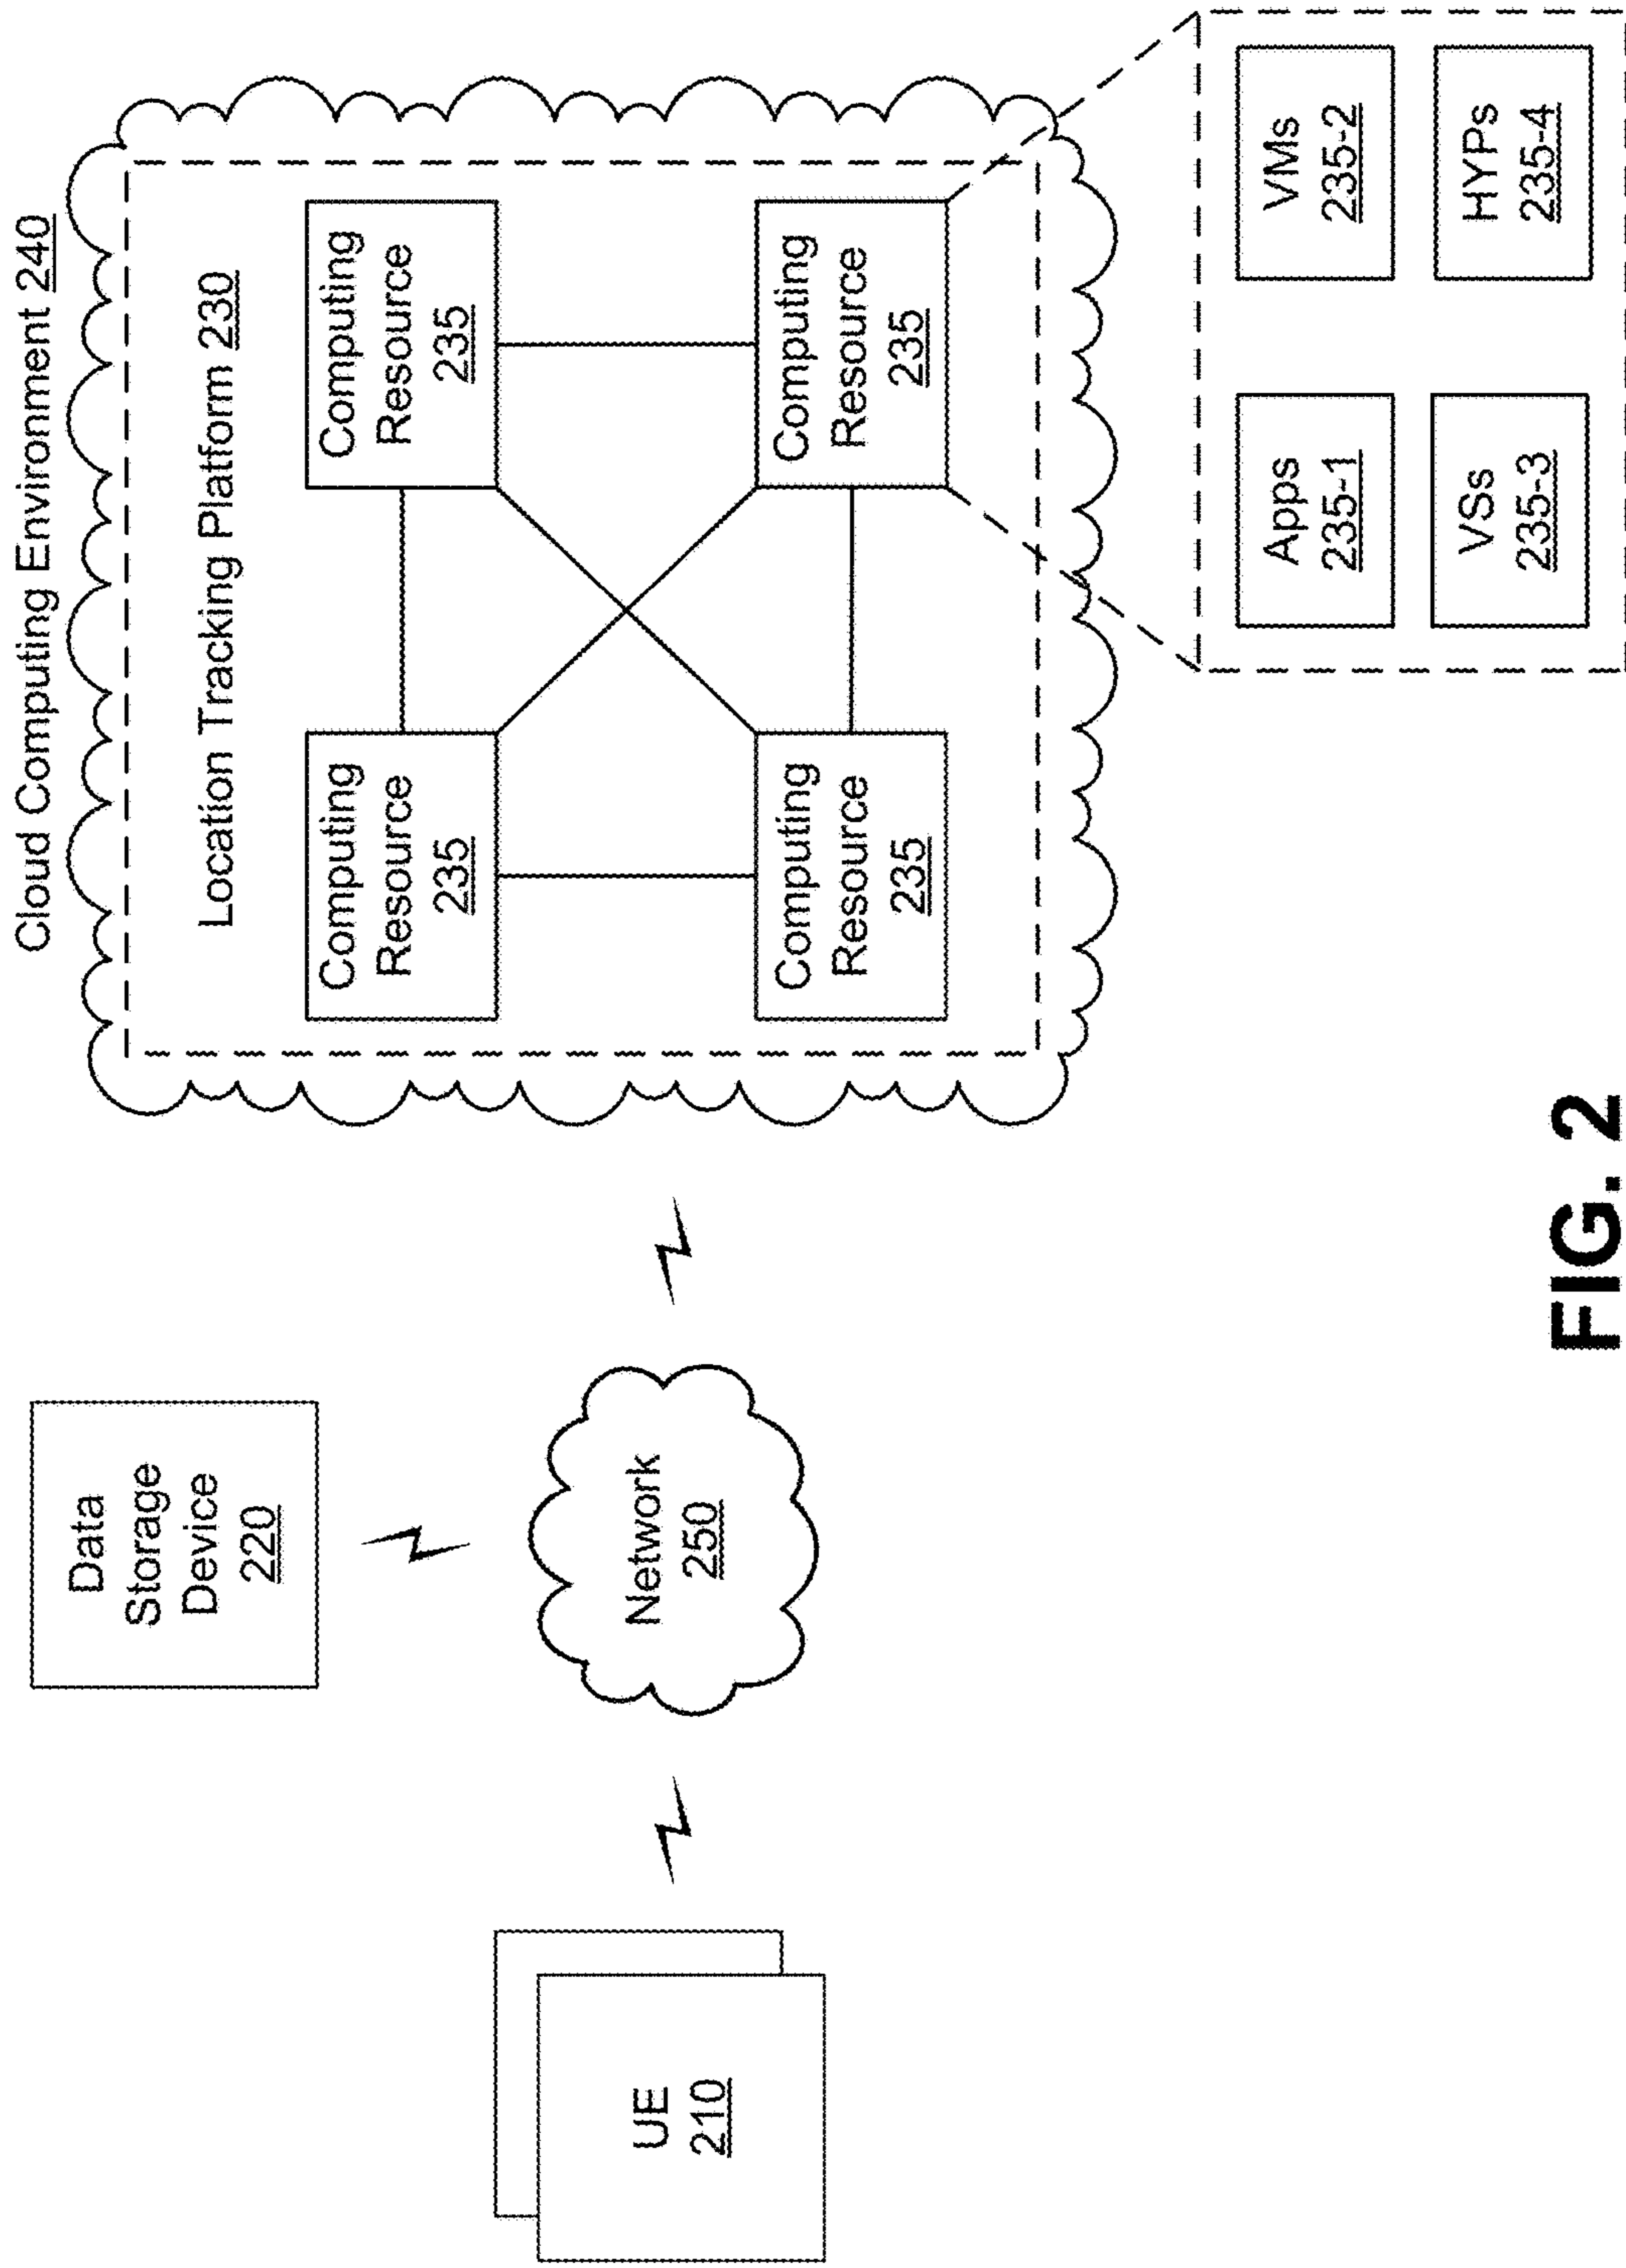 Cloud Computing Environment 240
Location Tracking Platform 230
Computing
Resource
235
Computing
Resource
235
Computing
Resource
235
Computing
Resource
235
Data
Storage
Device
220
Network
250
UE
210
Apps
235-1
VMs
235-2
VSs
235-3
HYPs
235-4
FIG. 2